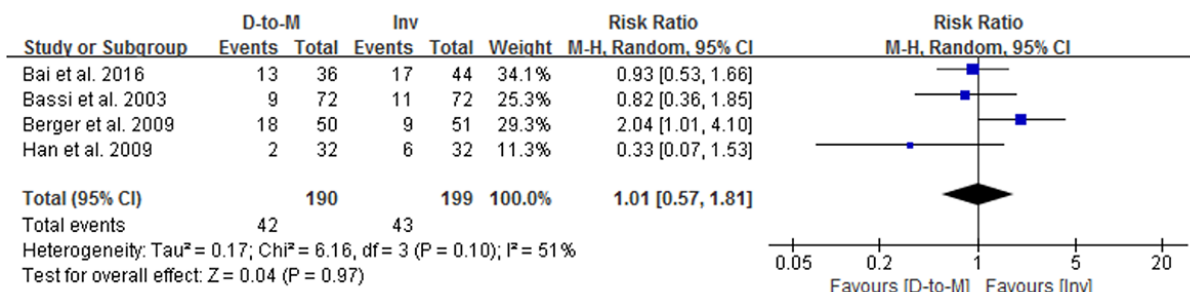 D-to-M Inv Risk Ratio Risk Ratio
Study or Subgroup Events Total Events Total Weight M-H, Random, 95% CI M-H, Random, 95% CI
Bai et al. 2016 13 36 17 44 34.1% 0.93 [0.53, 1.66]
Bassi et al. 2003 9 72 11 72 25.3% 0.82 [0.36, 1.85]
Berger et al. 2009 18 50 9 51 29.3% 2.04 [1.01, 4.10]
Han et al. 2009 2 32 6 32 11.3% 0.33 [0.07, 1.53]
Total (95% CI) 190 199 100.0% 1.01 [0.57, 1.81]
Total events 42 43
Heterogeneity: Tau² = 0.17; Chi² = 6.16, df = 3 (P = 0.10); I² = 51%
Test for overall effect: Z = 0.04 (P = 0.97)
0.05 0.2 1 5 20
Favours [D-to-M] Favours [Inv]